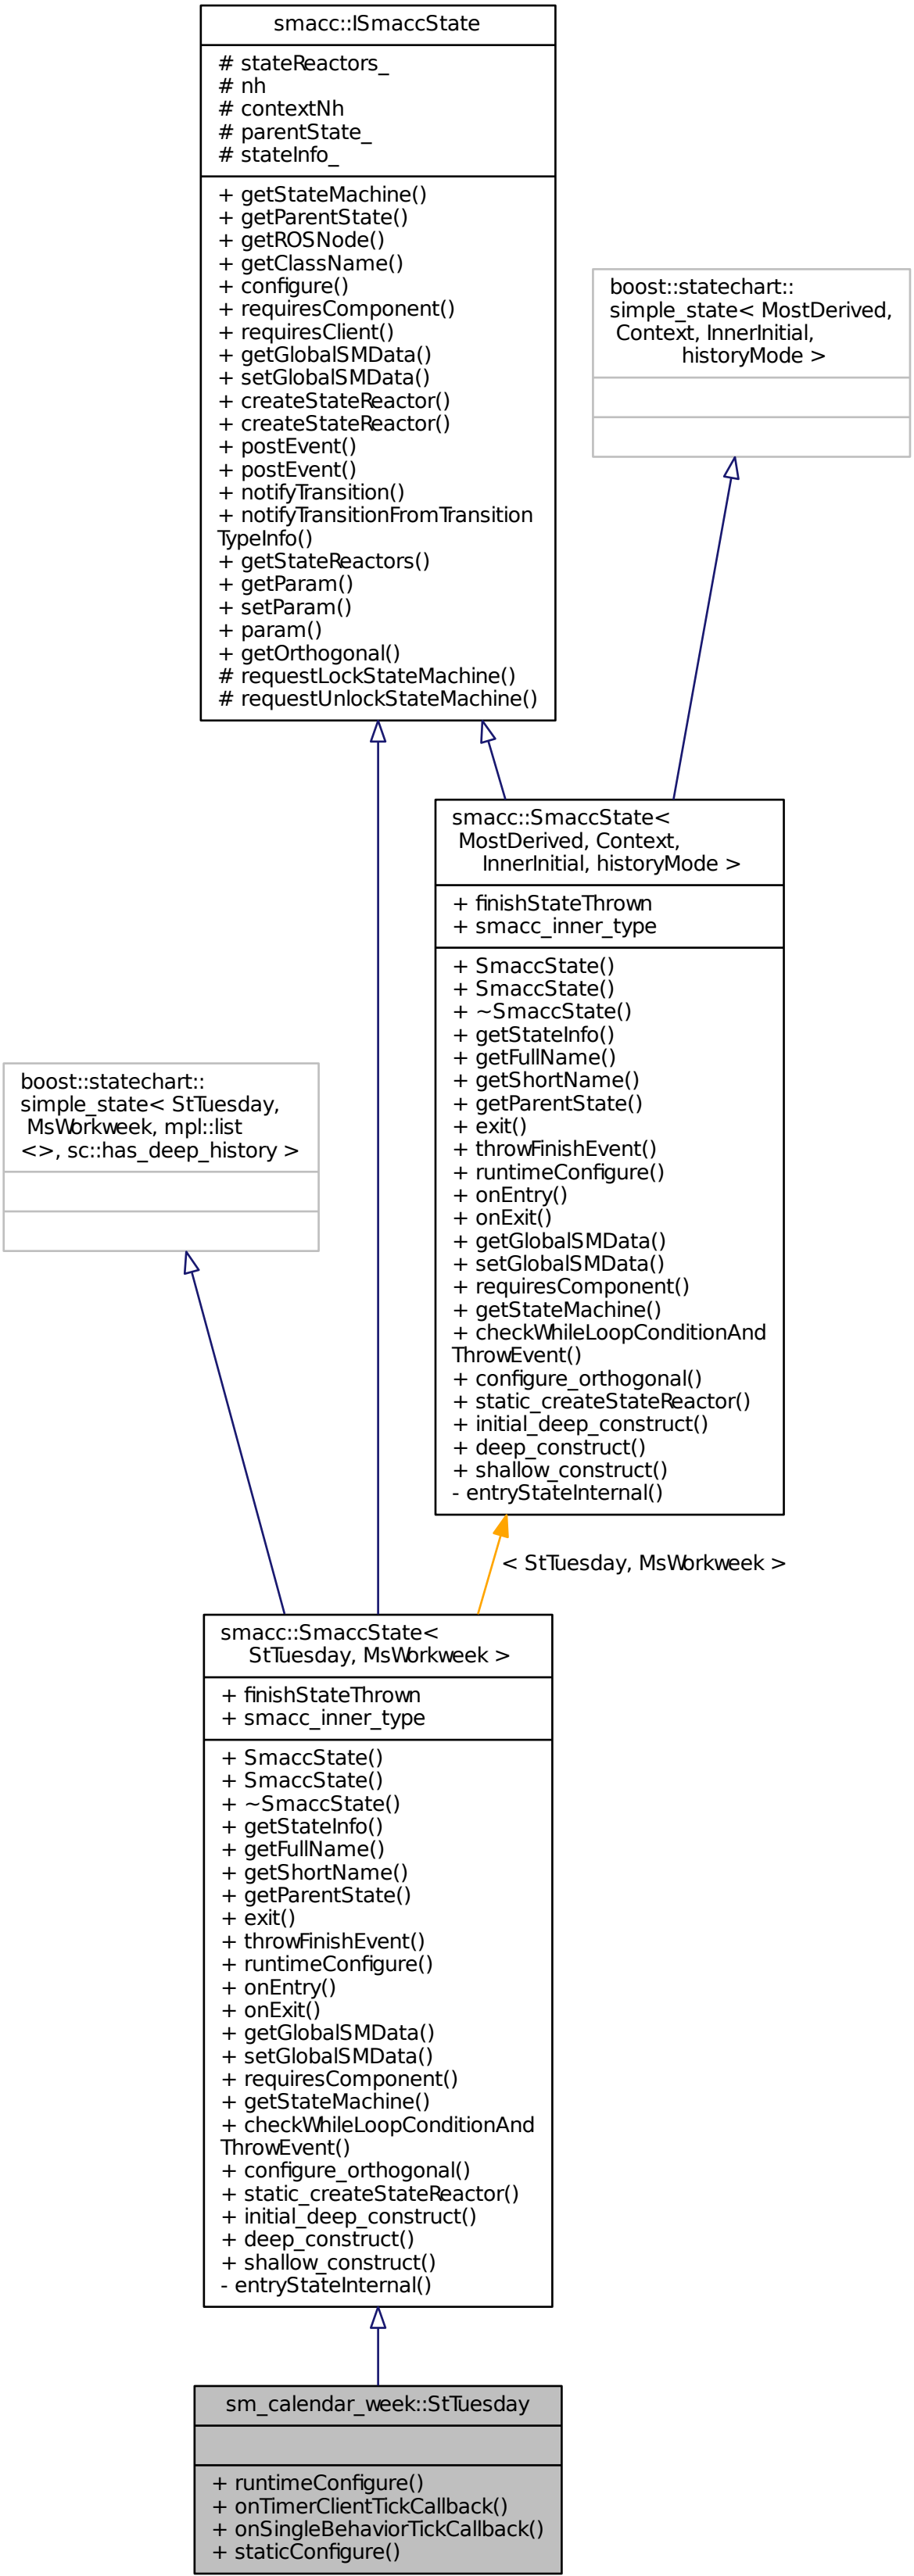 smacc::ISmaccState
# stateReactors_
# nh
# contextNh
# parentState_
# stateInfo_
+ getStateMachine()
+ getParentState()
+ getROSNode()
+ getClassName()
+ configure()
+ requiresComponent()
+ requiresClient()
+ getGlobalSMData()
+ setGlobalSMData()
+ createStateReactor()
+ createStateReactor()
+ postEvent()
+ postEvent()
+ notifyTransition()
+ notifyTransitionFromTransition
TypeInfo()
+ getStateReactors()
+ getParam()
+ setParam()
+ param()
+ getOrthogonal()
# requestLockStateMachine()
# requestUnlockStateMachine()
boost::statechart::
simple_state< MostDerived,
Context, InnerInitial,
historyMode >
smacc::SmaccState<
MostDerived, Context,
InnerInitial, historyMode >
+ finishStateThrown
+ smacc_inner_type
+ SmaccState()
+ SmaccState()
+ ~SmaccState()
+ getStateInfo()
+ getFullName()
+ getShortName()
+ getParentState()
+ exit()
+ throwFinishEvent()
+ runtimeConfigure()
+ onEntry()
+ onExit()
+ getGlobalSMData()
+ setGlobalSMData()
+ requiresComponent()
+ getStateMachine()
+ checkWhileLoopConditionAnd
ThrowEvent()
+ configure_orthogonal()
+ static_createStateReactor()
+ initial_deep_construct()
+ deep_construct()
+ shallow_construct()
- entryStateInternal()
boost::statechart::
simple_state< StTuesday,
MsWorkweek, mpl::list
<>, sc::has_deep_history >
< StTuesday, MsWorkweek >
smacc::SmaccState<
StTuesday, MsWorkweek >
+ finishStateThrown
+ smacc_inner_type
+ SmaccState()
+ SmaccState()
+ ~SmaccState()
+ getStateInfo()
+ getFullName()
+ getShortName()
+ getParentState()
+ exit()
+ throwFinishEvent()
+ runtimeConfigure()
+ onEntry()
+ onExit()
+ getGlobalSMData()
+ setGlobalSMData()
+ requiresComponent()
+ getStateMachine()
+ checkWhileLoopConditionAnd
ThrowEvent()
+ configure_orthogonal()
+ static_createStateReactor()
+ initial_deep_construct()
+ deep_construct()
+ shallow_construct()
- entryStateInternal()
sm_calendar_week::StTuesday
+ runtimeConfigure()
+ onTimerClientTickCallback()
+ onSingleBehaviorTickCallback()
+ staticConfigure()